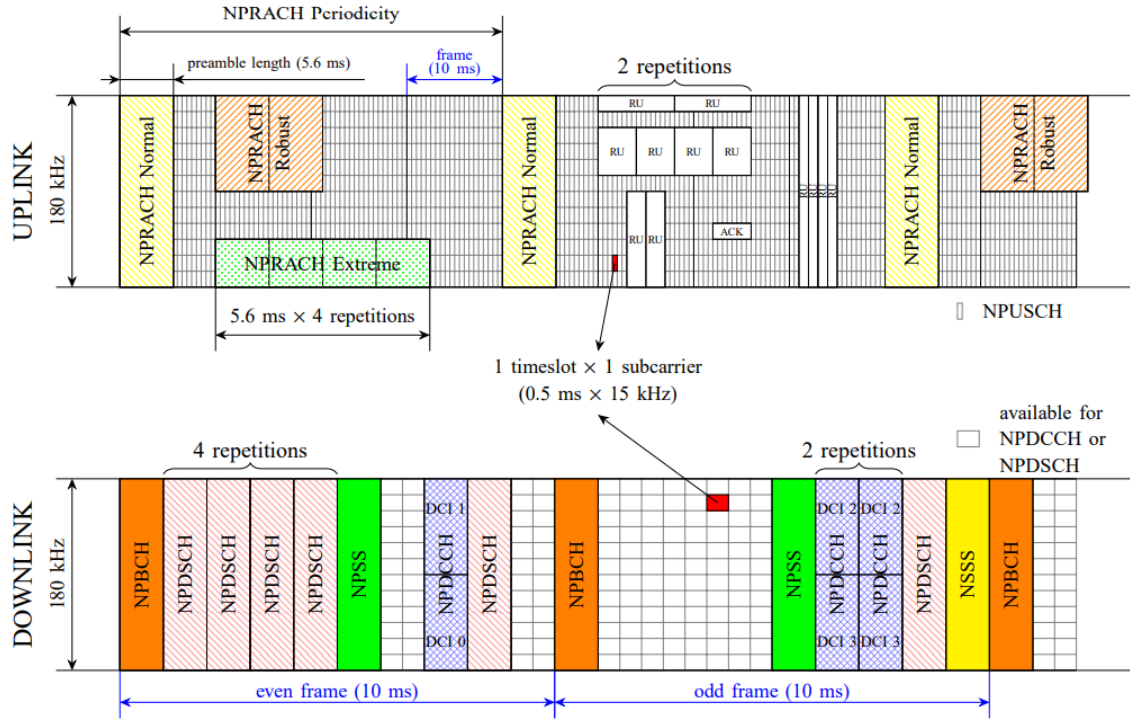 NPRACH Periodicity
preamble length (5.6 ms)
frame
(10 ms)
2 repetitions
UPLINK
180 kHz
NPRACH Normal
NPRACH
Robust
NPRACH Extreme
NPRACH Normal
RU
RU
RU
RU
RU
RU
RU
RU
ACK
RU
RU
RU
RU
NPRACH Normal
NPRACH
Robust
5.6 ms × 4 repetitions
NPUSCH
1 timeslot × 1 subcarrier
(0.5 ms × 15 kHz)
available for
NPDCCH or
NPDSCH
4 repetitions
2 repetitions
DOWNLINK
180 kHz
NPBCH
NPDSCH
NPDSCH
NPDSCH
NPDSCH
NPSS
DCI 1
NPDCCH
DCI 0
NPDSCH
NPBCH
NPSS
DCI 2
NPDCCH
DCI 3
DCI 2
NPDCCH
DCI 3
NPDSCH
NSSS
NPBCH
even frame (10 ms)
odd frame (10 ms)